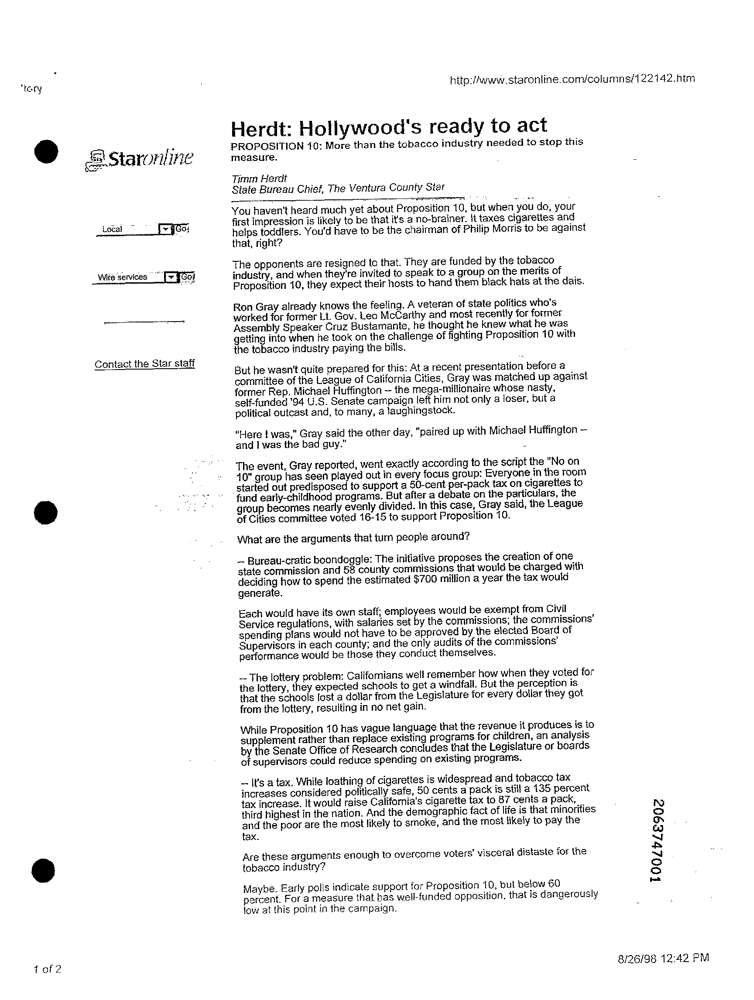 http://www.staronline.com/columns/122142.htm
Herdt: Hollywood's ready to act
PROPOSITION 10: More than the tobacco industry needed to stop this
measure.
Staronline
Timm Herdt
State Bureau Chief, The Ventura County Star
Local Go!
Wire services Go!
Contact the Star staff
You haven't heard much yet about Proposition 10, but when you do, your
first impression is likely to be that it's a no-brainer. It taxes cigarettes and
helps toddlers. You'd have to be the chairman of Philip Morris to be against
that, right?
The opponents are resigned to that. They are funded by the tobacco
industry, and when they're invited to speak to a group on the merits of
Proposition 10, they expect their hosts to hand them black hats at the dais.
Ron Gray already knows the feeling. A veteran of state politics who's
worked for former Lt. Gov. Leo McCarthy and most recently for former
Assembly Speaker Cruz Bustamante, he thought he knew what he was
getting into when he took on the challenge of fighting Proposition 10 with
the tobacco industry paying the bills.
But he wasn't quite prepared for this: At a recent presentation before a
committee of the League of California Cities, Gray was matched up against
former Rep. Michael Huffington -- the mega-millionaire whose nasty,
self-funded '94 U.S. Senate campaign left him not only a loser, but a
political outcast and, to many, a laughingstock.
"Here I was," Gray said the other day, "paired up with Michael Huffington --
and I was the bad guy."
The event, Gray reported, went exactly according to the script the "No on
10" group has seen played out in every focus group: Everyone in the room
started out predisposed to support a 50-cent per-pack tax on cigarettes to
fund early-childhood programs. But after a debate on the particulars, the
group becomes nearly evenly divided. In this case, Gray said, the League
of Cities committee voted 16-15 to support Proposition 10.
What are the arguments that turn people around?
-- Bureau-cratic boondoggle: The initiative proposes the creation of one
state commission and 58 county commissions that would be charged with
deciding how to spend the estimated $700 million a year the tax would
generate.
Each would have its own staff; employees would be exempt from Civil
Service regulations, with salaries set by the commissions; the commissions'
spending plans would not have to be approved by the elected Board of
Supervisors in each county; and the only audits of the commissions'
performance would be those they conduct themselves.
-- The lottery problem: Californians well remember how when they voted for
the lottery, they expected schools to get a windfall. But the perception is
that the schools lost a dollar from the Legislature for every dollar they got
from the lottery, resulting in no net gain.
While Proposition 10 has vague language that the revenue it produces is to
supplement rather than replace existing programs for children, an analysis
by the Senate Office of Research concludes that the Legislature or boards
of supervisors could reduce spending on existing programs.
-- It's a tax. While loathing of cigarettes is widespread and tobacco tax
increases considered politically safe, 50 cents a pack is still a 135 percent
tax increase. It would raise California's cigarette tax to 87 cents a pack,
third highest in the nation. And the demographic fact of life is that minorities
and the poor are the most likely to smoke, and the most likely to pay the
tax.
Are these arguments enough to overcome voters' visceral distaste for the
tobacco industry?
Maybe. Early polls indicate support for Proposition 10, but below 60
percent. For a measure that has well-funded opposition, that is dangerously
low at this point in the campaign.
2063747001
1 of 2
8/26/98 12:42 PM